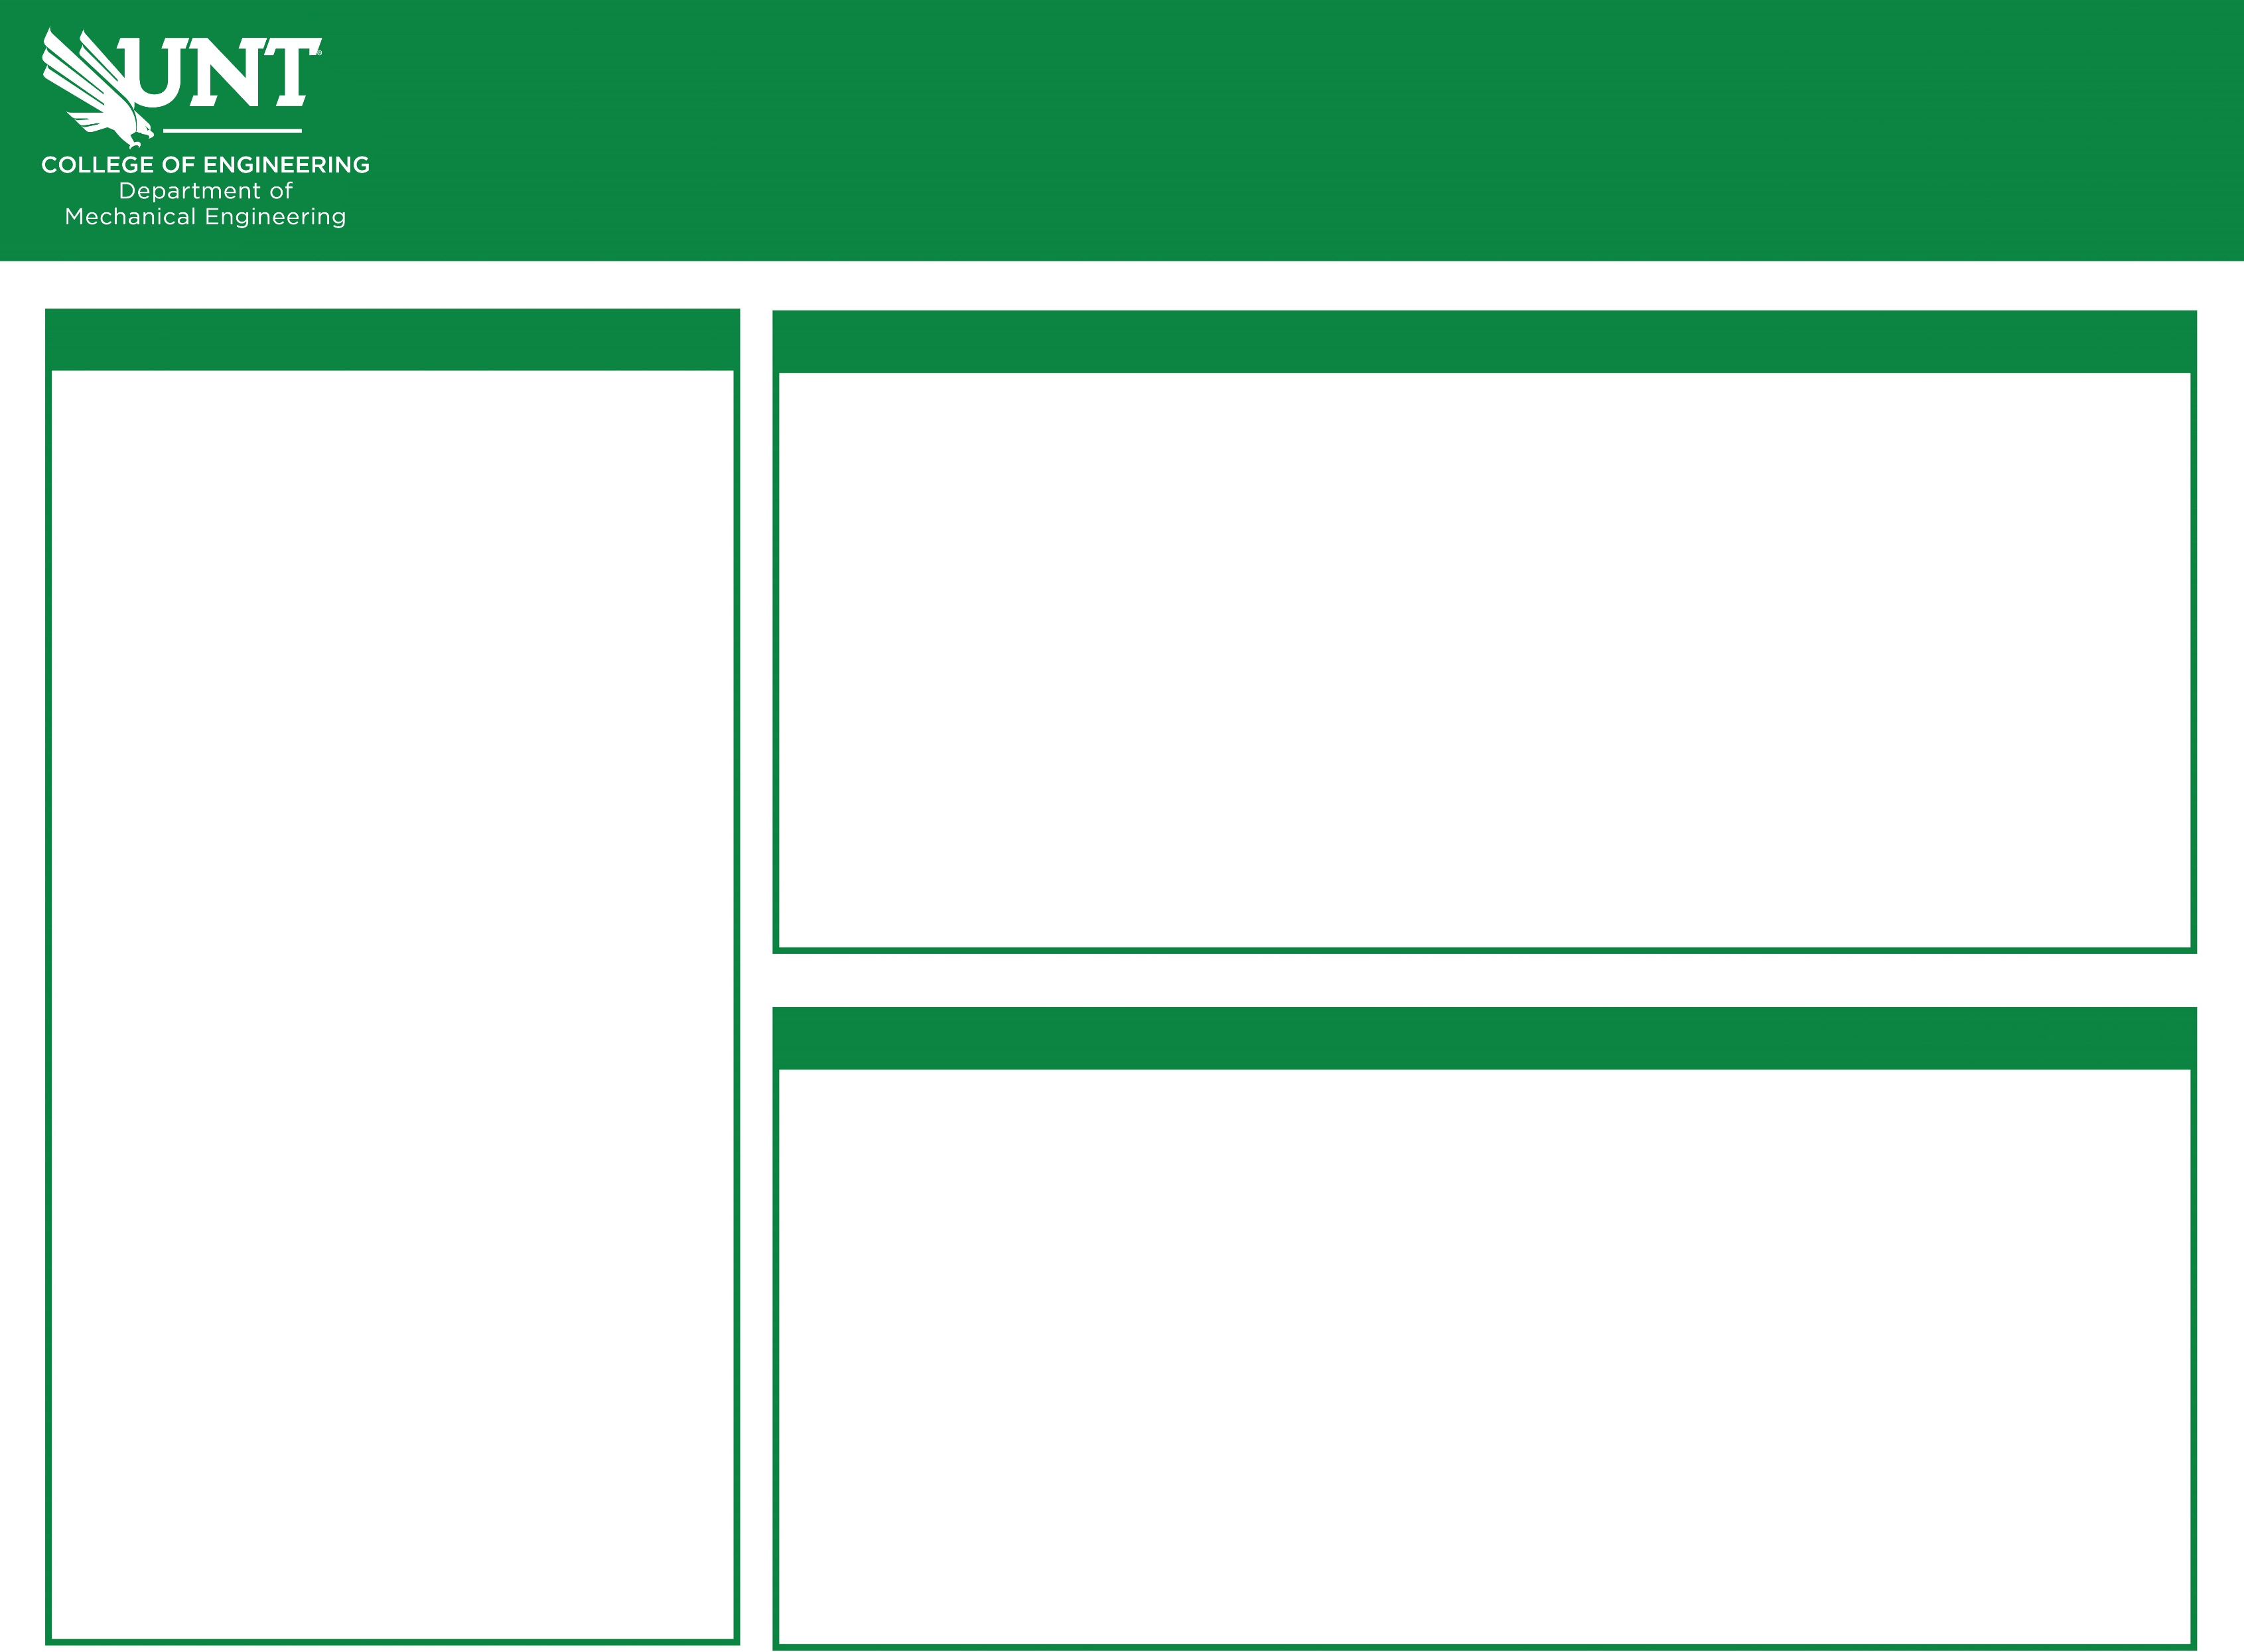 UNT®
COLLEGE OF ENGINEERING
Department of
Mechanical Engineering